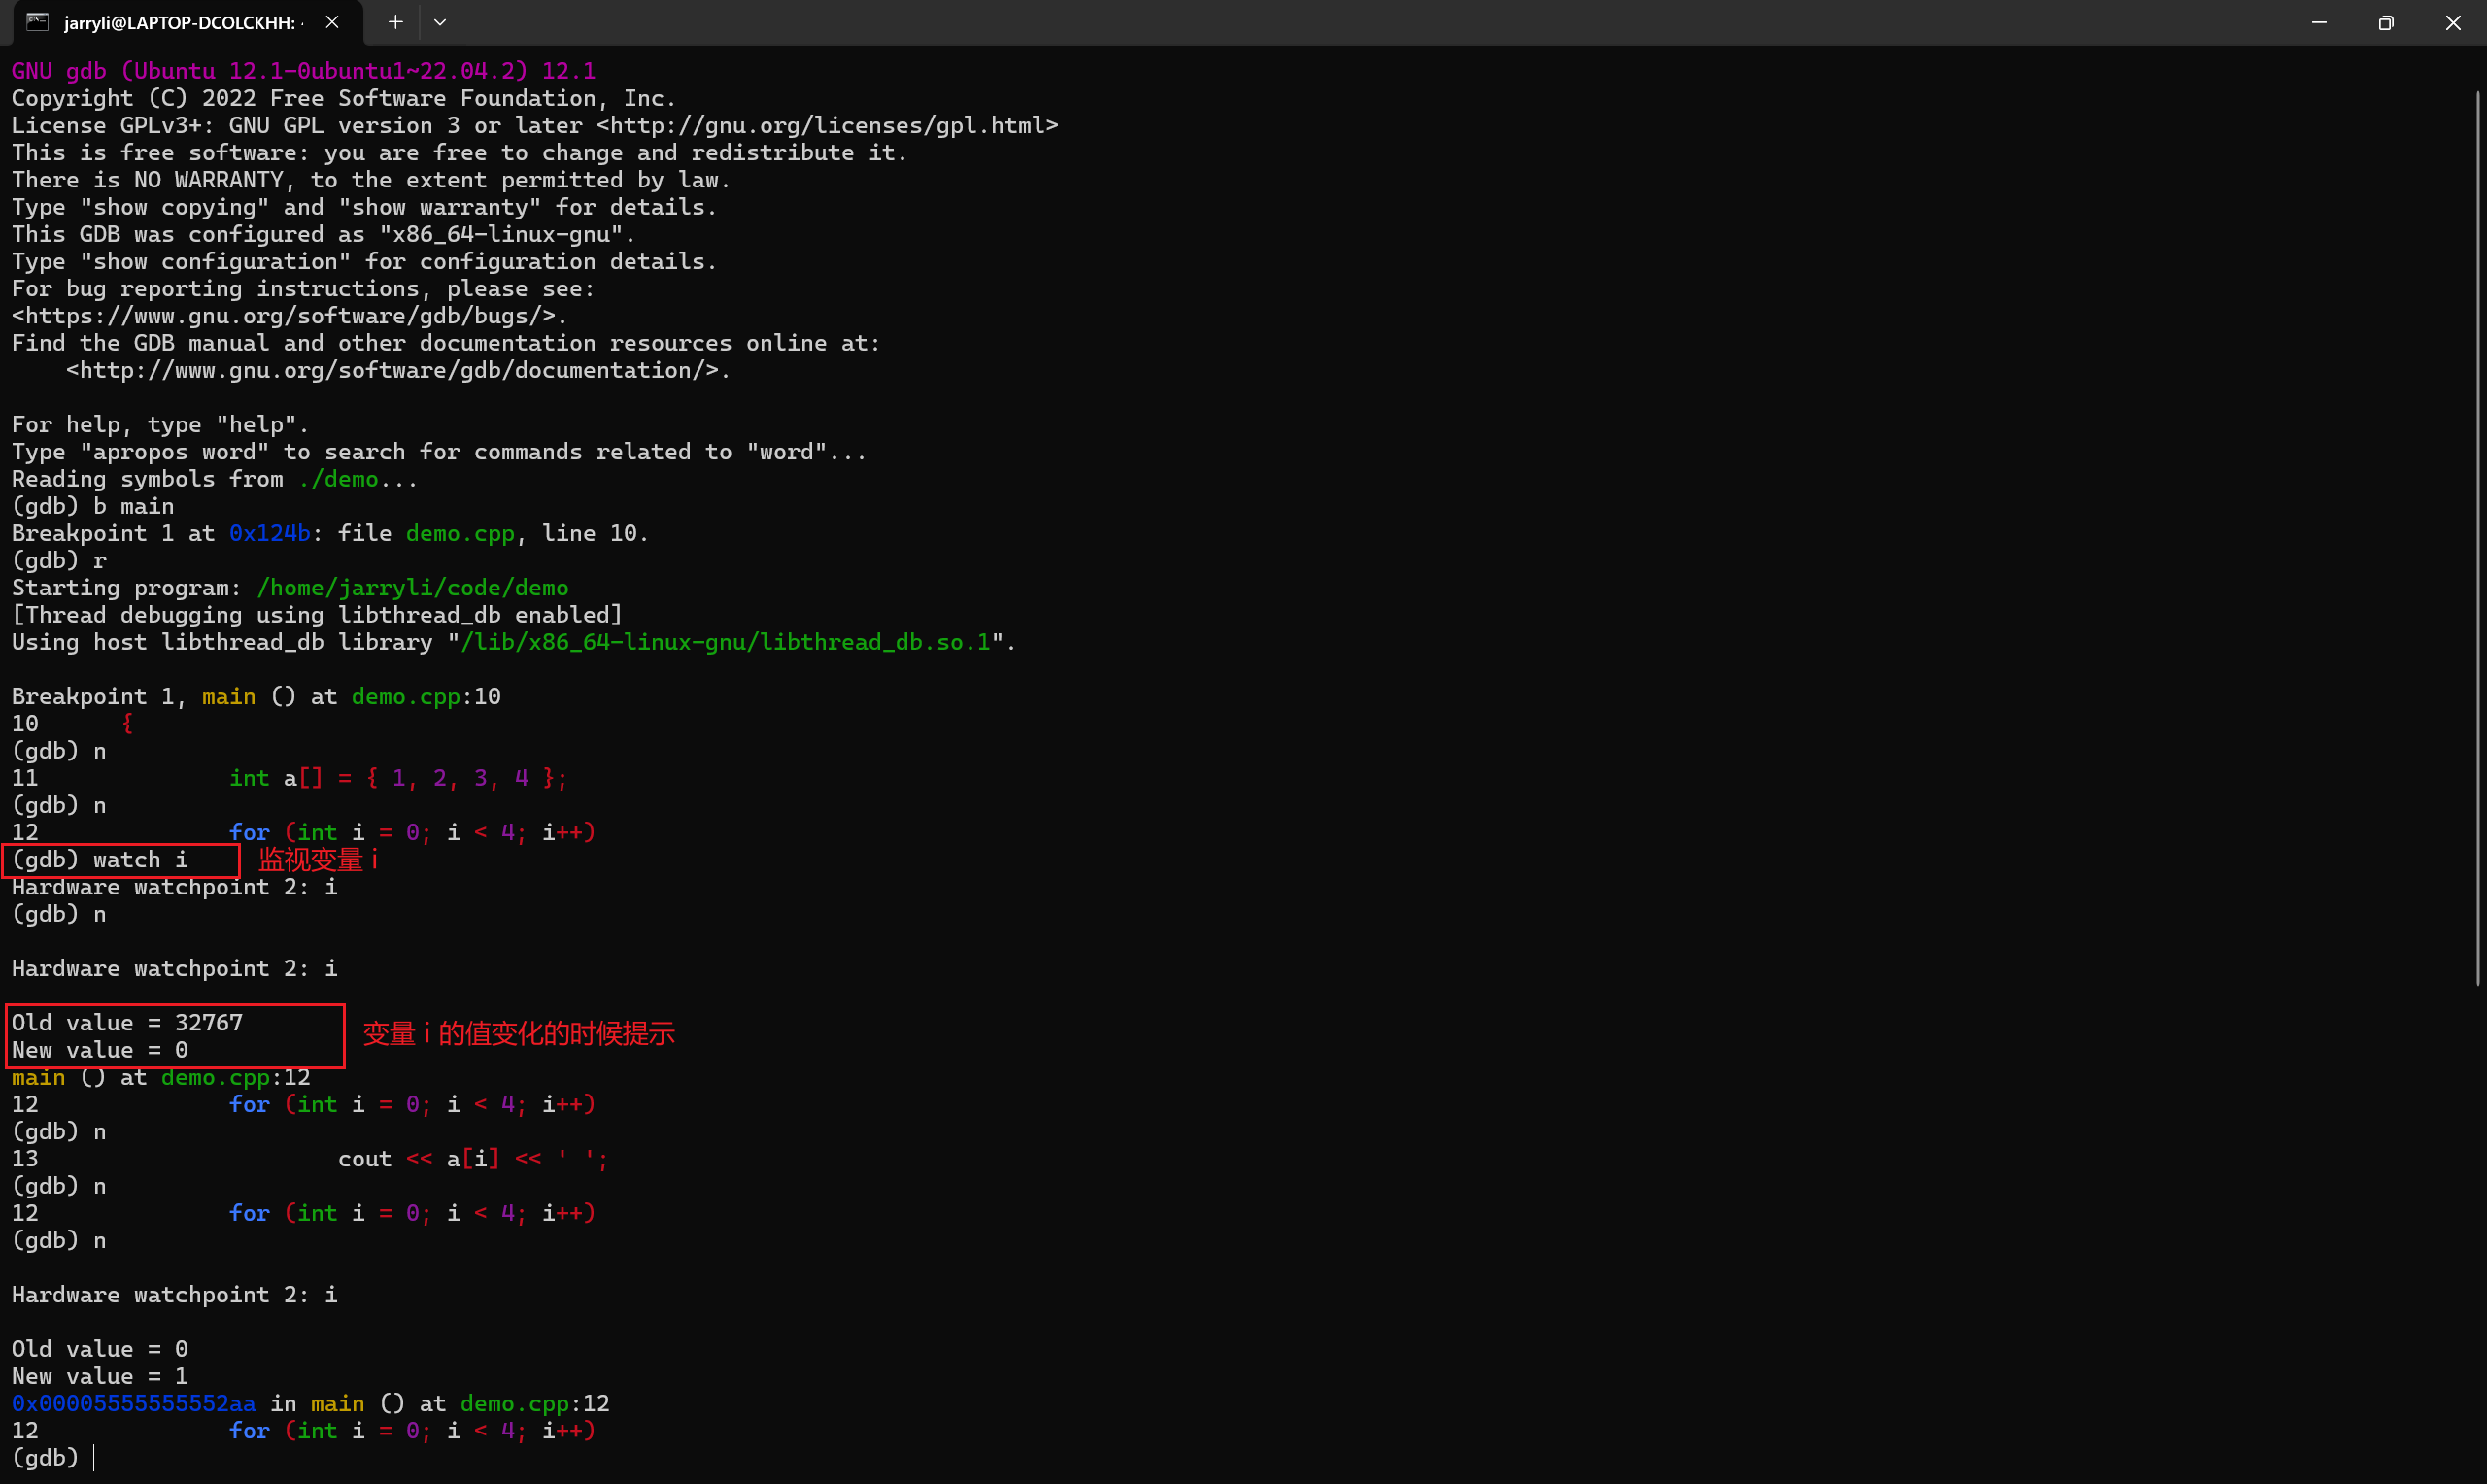 jarryli@LAPTOP-DCOLCKHH:
GNU gdb (Ubuntu 12.1-0ubuntu1~22.04.2) 12.1
Copyright (C) 2022 Free Software Foundation, Inc.
License GPLv3+: GNU GPL version 3 or later <http://gnu.org/licenses/gpl.html>
This is free software: you are free to change and redistribute it.
There is NO WARRANTY, to the extent permitted by law.
Type "show copying" and "show warranty" for details.
This GDB was configured as "x86_64-linux-gnu".
Type "show configuration" for configuration details.
For bug reporting instructions, please see:
<https://www.gnu.org/software/gdb/bugs/>.
Find the GDB manual and other documentation resources online at:
    <http://www.gnu.org/software/gdb/documentation/>.
For help, type "help".
Type "apropos word" to search for commands related to "word"...
Reading symbols from ./demo...
(gdb) b main
Breakpoint 1 at 0x124b: file demo.cpp, line 10.
(gdb) r
Starting program: /home/jarryli/code/demo
[Thread debugging using libthread_db enabled]
Using host libthread_db library "/lib/x86_64-linux-gnu/libthread_db.so.1".
Breakpoint 1, main () at demo.cpp:10
10      {
(gdb) n
11              int a[] = { 1, 2, 3, 4 };
(gdb) n
12              for (int i = 0; i < 4; i++)
(gdb) watch i 监视变量 i
Hardware watchpoint 2: i
(gdb) n
Hardware watchpoint 2: i
Old value = 32767
变量 i 的值变化的时候提示
New value = 0
main () at demo.cpp:12
12              for (int i = 0; i < 4; i++)
(gdb) n
13                      cout << a[i] << ' ';
(gdb) n
12              for (int i = 0; i < 4; i++)
(gdb) n
Hardware watchpoint 2: i
Old value = 0
New value = 1
0x00005555555552aa in main () at demo.cpp:12
12              for (int i = 0; i < 4; i++)
(gdb)